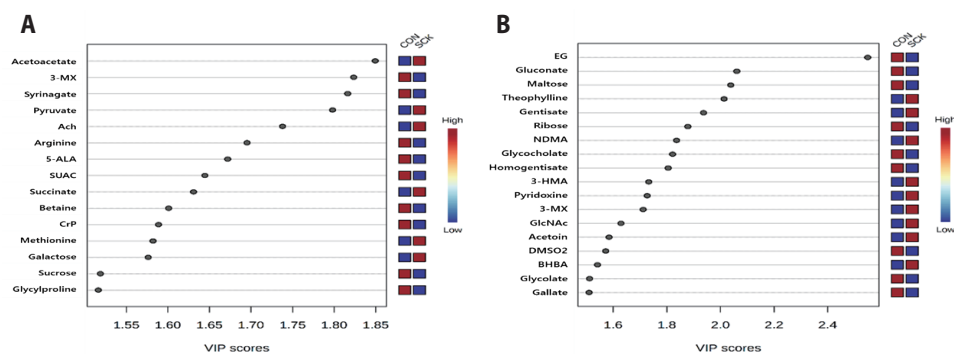 A
CON
SCK
Acetoacetate
3-MX
Syrinagate
Pyruvate
Ach
Arginine
5-ALA
SUAC
Succinate
Betaine
CrP
Methionine
Galactose
Sucrose
Glycylproline
1.55 1.60 1.65 1.70 1.75 1.80 1.85
VIP scores
High
Low
B
CON
SCK
EG
Gluconate
Maltose
Theophylline
Gentisate
Ribose
NDMA
Glycocholate
Homogentisate
3-HMA
Pyridoxine
3-MX
GlcNAc
Acetoin
DMSO2
BHBA
Glycolate
Gallate
1.6 1.8 2.0 2.2 2.4
VIP scores
High
Low